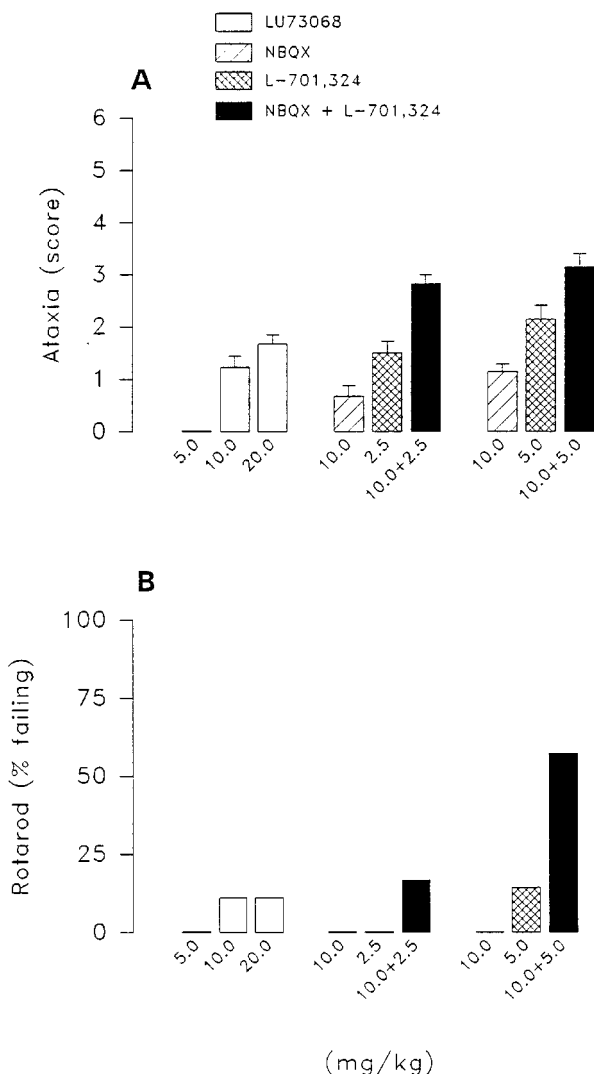 LU73068
NBQX
L-701,324
NBQX + L-701,324
A
Ataxia (score)
6
5
4
3
2
1
0
5.0 10.0 20.0 10.0 2.5 10.0+2.5 10.0 5.0 10.0+5.0
B
Rotarod (% failing)
100
75
50
25
0
5.0 10.0 20.0 10.0 2.5 10.0+2.5 10.0 5.0 10.0+5.0
(mg/kg)